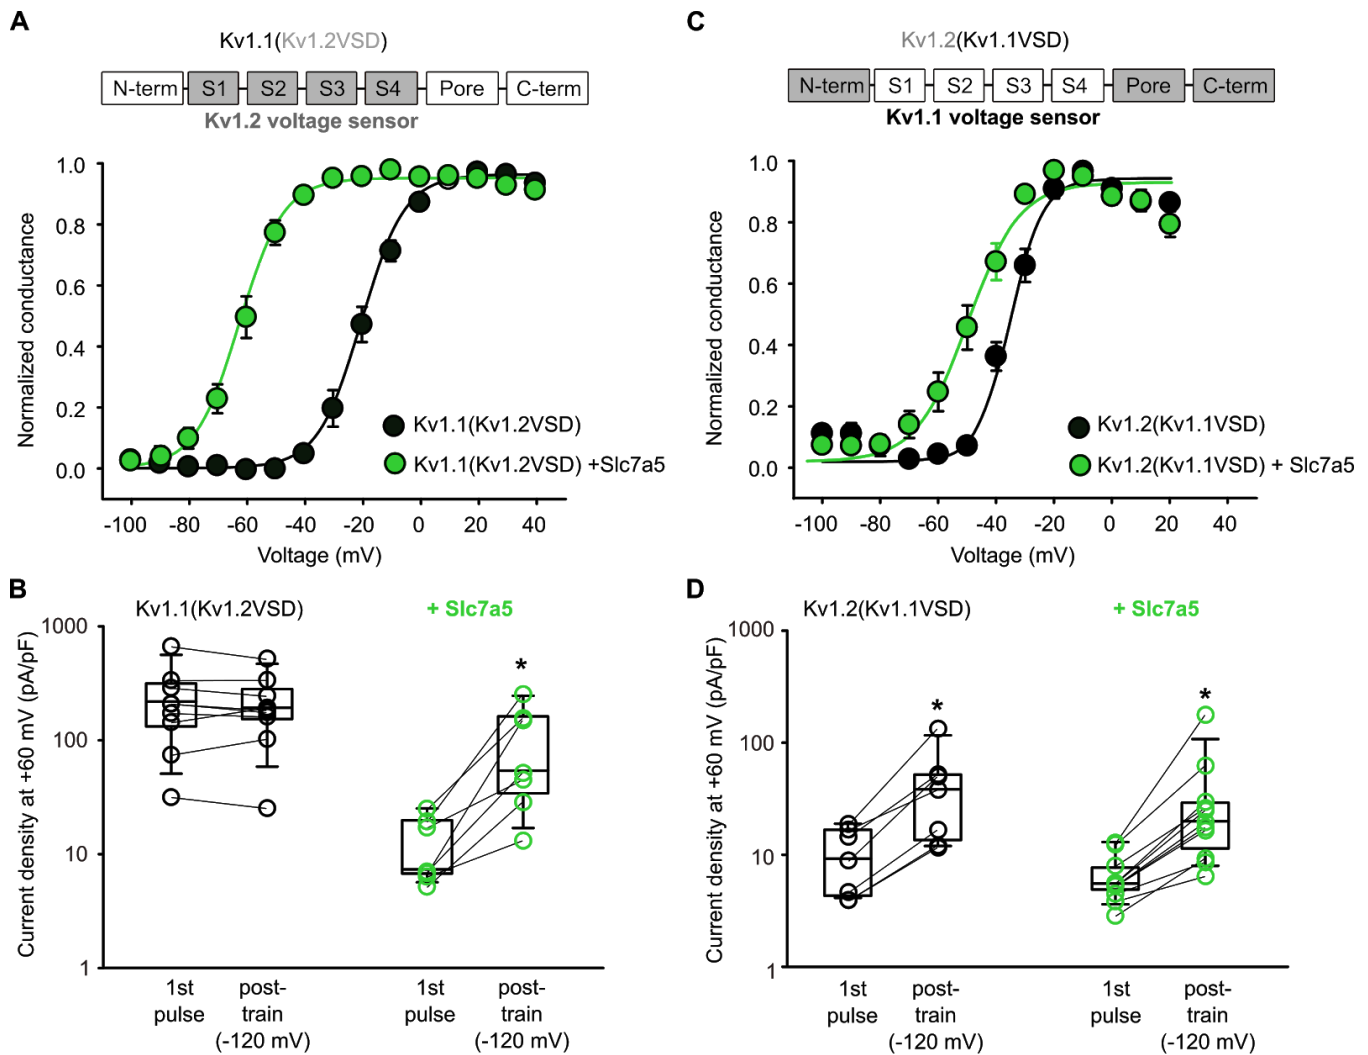 A
Kv1.1(Kv1.2VSD)
N-term S1 S2 S3 S4 Pore C-term
Kv1.2 voltage sensor
Normalized conductance
1.0
0.8
0.6
0.4
0.2
0.0
Kv1.1(Kv1.2VSD)
Kv1.1(Kv1.2VSD) +Slc7a5
-100 -80 -60 -40 -20 0 20 40
Voltage (mV)
C
Kv1.2(Kv1.1VSD)
N-term S1 S2 S3 S4 Pore C-term
Kv1.1 voltage sensor
Normalized conductance
1.0
0.8
0.6
0.4
0.2
0.0
Kv1.2(Kv1.1VSD)
Kv1.2(Kv1.1VSD) + Slc7a5
-100 -80 -60 -40 -20 0 20 40
Voltage (mV)
B
Kv1.1(Kv1.2VSD) + Slc7a5
Current density at +60 mV (pA/pF)
1000
100
10
1
*
1st post- 1st post-
pulse train pulse train
(-120 mV) (-120 mV)
D
Kv1.2(Kv1.1VSD) + Slc7a5
Current density at +60 mV (pA/pF)
1000
100
10
1
* *
1st post- 1st post-
pulse train pulse train
(-120 mV) (-120 mV)